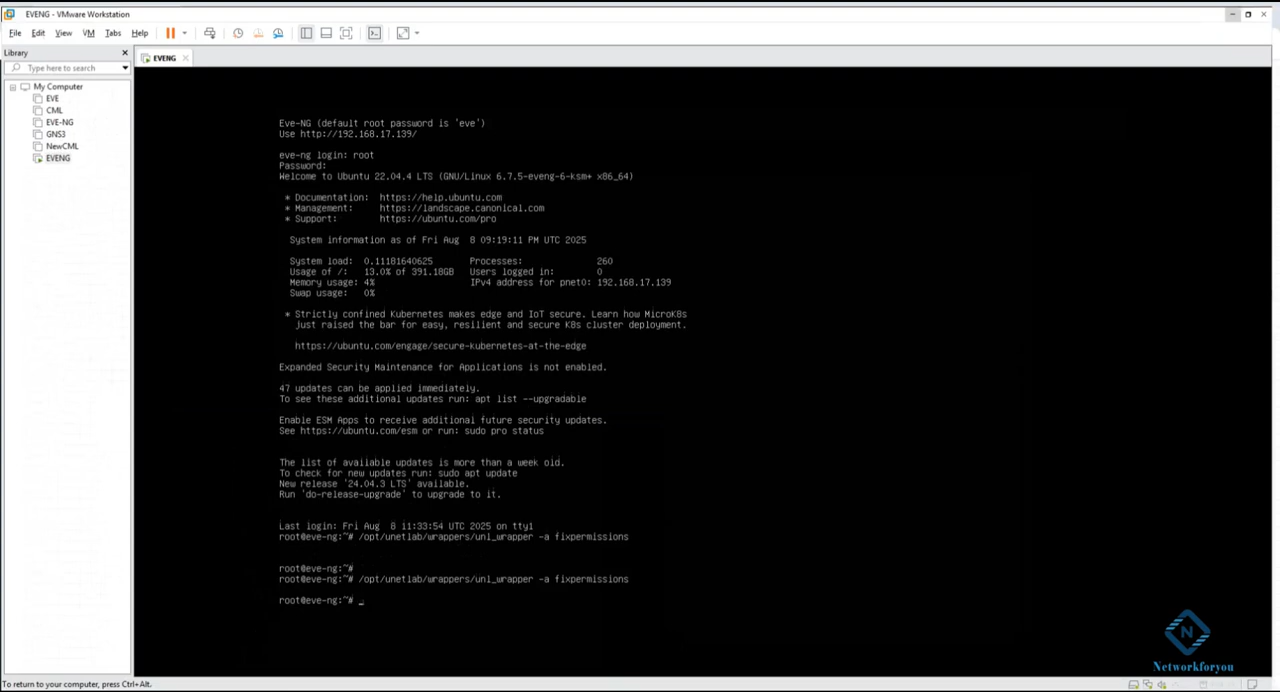 EVENG - VMware Workstation
File Edit View VM Tabs Help
Library
Type here to search
My Computer
EVE
CML
EVE-NG
GNS3
NewCML
EVENG
EVENG
Eve-NG (default root password is 'eve')
Use http://192.168.17.139/
eve-ng login: root
Password:
Welcome to Ubuntu 22.04.4 LTS (GNU/Linux 6.7.5-eveng-6-ksm+ x86_64)
* Documentation: https://help.ubuntu.com
* Management: https://landscape.canonical.com
* Support: https://ubuntu.com/pro
System information as of Fri Aug 8 09:19:11 PM UTC 2025
System load: 0.11181640625 Processes: 260
Usage of /: 13.0% of 391.18GB Users logged in: 0
Memory usage: 4% IPv4 address for pnet0: 192.168.17.139
Swap usage: 0%
* Strictly confined Kubernetes makes edge and IoT secure. Learn how MicroK8s
just raised the bar for easy, resilient and secure K8s cluster deployment.
https://ubuntu.com/engage/secure-kubernetes-at-the-edge
Expanded Security Maintenance for Applications is not enabled.
47 updates can be applied immediately.
To see these additional updates run: apt list --upgradable
Enable ESM Apps to receive additional future security updates.
See https://ubuntu.com/esm or run: sudo pro status
The list of available updates is more than a week old.
To check for new updates run: sudo apt update
New release '24.04.3 LTS' available.
Run 'do-release-upgrade' to upgrade to it.
Last login: Fri Aug 8 11:33:54 UTC 2025 on tty1
root@eve-ng:~# /opt/unetlab/wrappers/unl_wrapper -a fixpermissions
root@eve-ng:~#
root@eve-ng:~# /opt/unetlab/wrappers/unl_wrapper -a fixpermissions
root@eve-ng:~# _
N
Networkforyou
To return to your computer, press Ctrl+Alt.